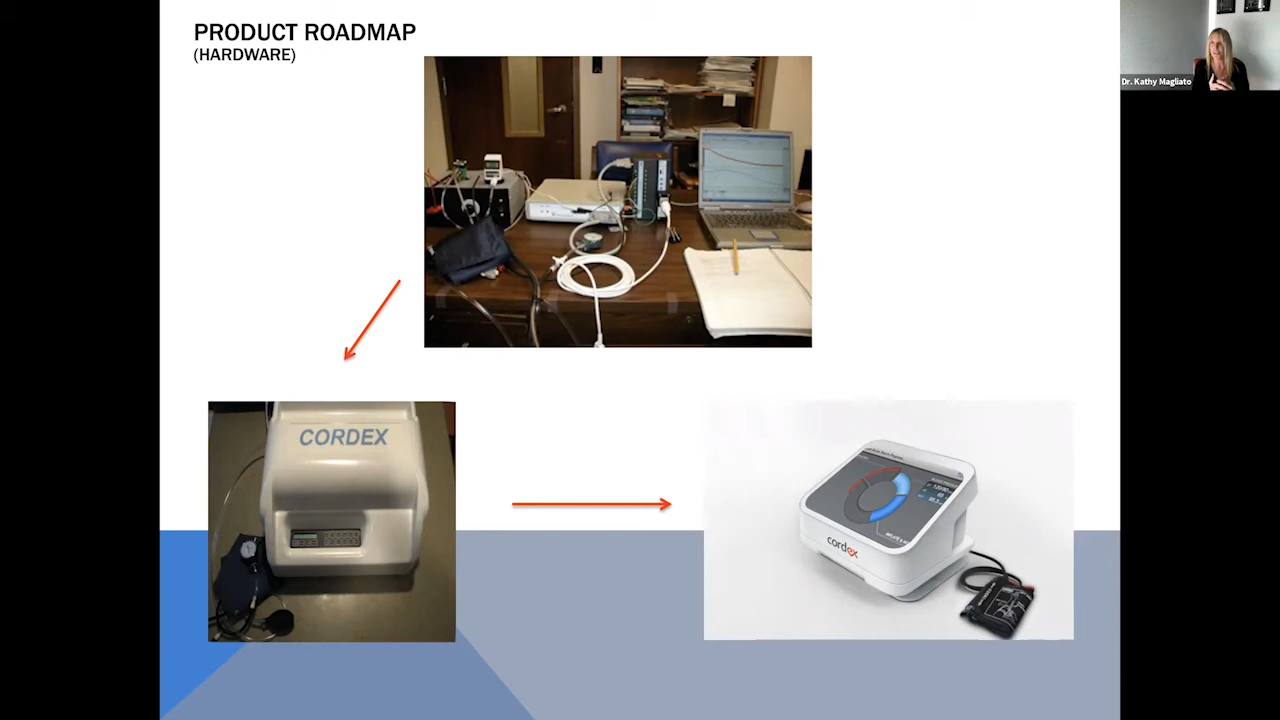 PRODUCT ROADMAP
(HARDWARE)
Dr. Kathy Magliato
CORDEX
cordex